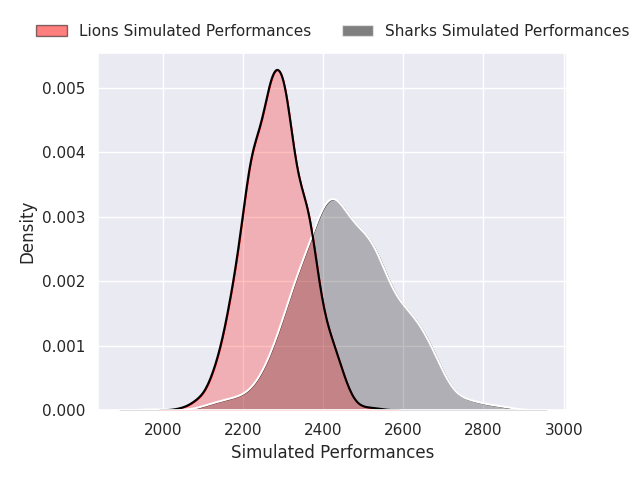 Lions Simulated Performances Sharks Simulated Performances
0.005
0.004
0.003
0.002
0.001
0.000
Density
2000 2200 2400 2600 2800 3000
Simulated Performances